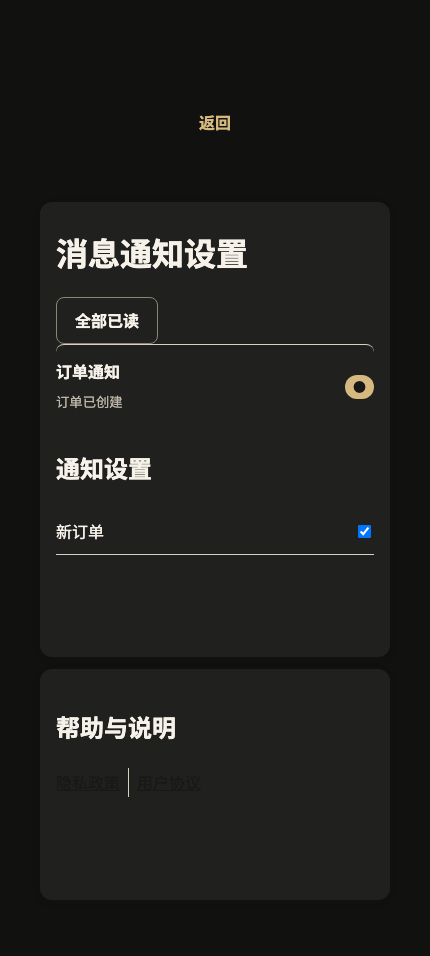 返回
消息通知设置
全部已读
订单通知
订单已创建
通知设置
新订单
帮助与说明
隐私政策 用户协议